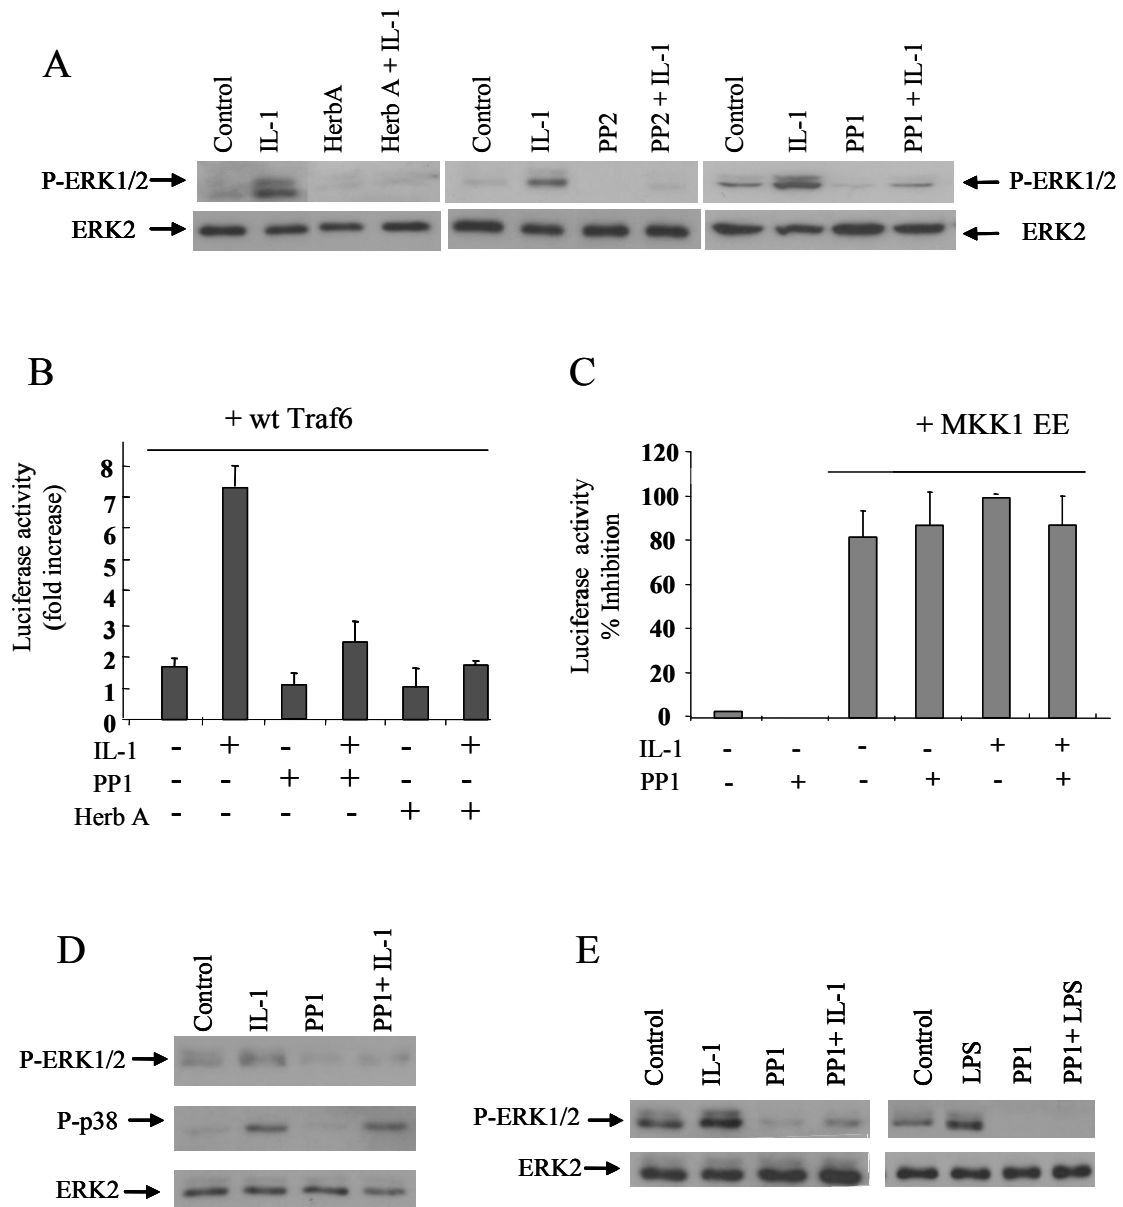 A
Control
IL-1
HerbA
Herb A + IL-1
Control
IL-1
PP2
PP2 + IL-1
Control
IL-1
PP1
PP1 + IL-1
P-ERK1/2
P-ERK1/2
ERK2
ERK2
B
+ wt Traf6
Luciferase activity
(fold increase)
8
7
6
5
4
3
2
1
0
IL-1 - + - + - +
PP1 - - + + - -
Herb A - - - - + +
C
+ MKK1 EE
Luciferase activity
% Inhibition
120
100
80
60
40
20
0
IL-1 - - - - + +
PP1 - + - + - +
D
Control
IL-1
PP1
PP1+ IL-1
P-ERK1/2
P-p38
ERK2
E
Control
IL-1
PP1
PP1+ IL-1
Control
LPS
PP1
PP1+ LPS
P-ERK1/2
ERK2